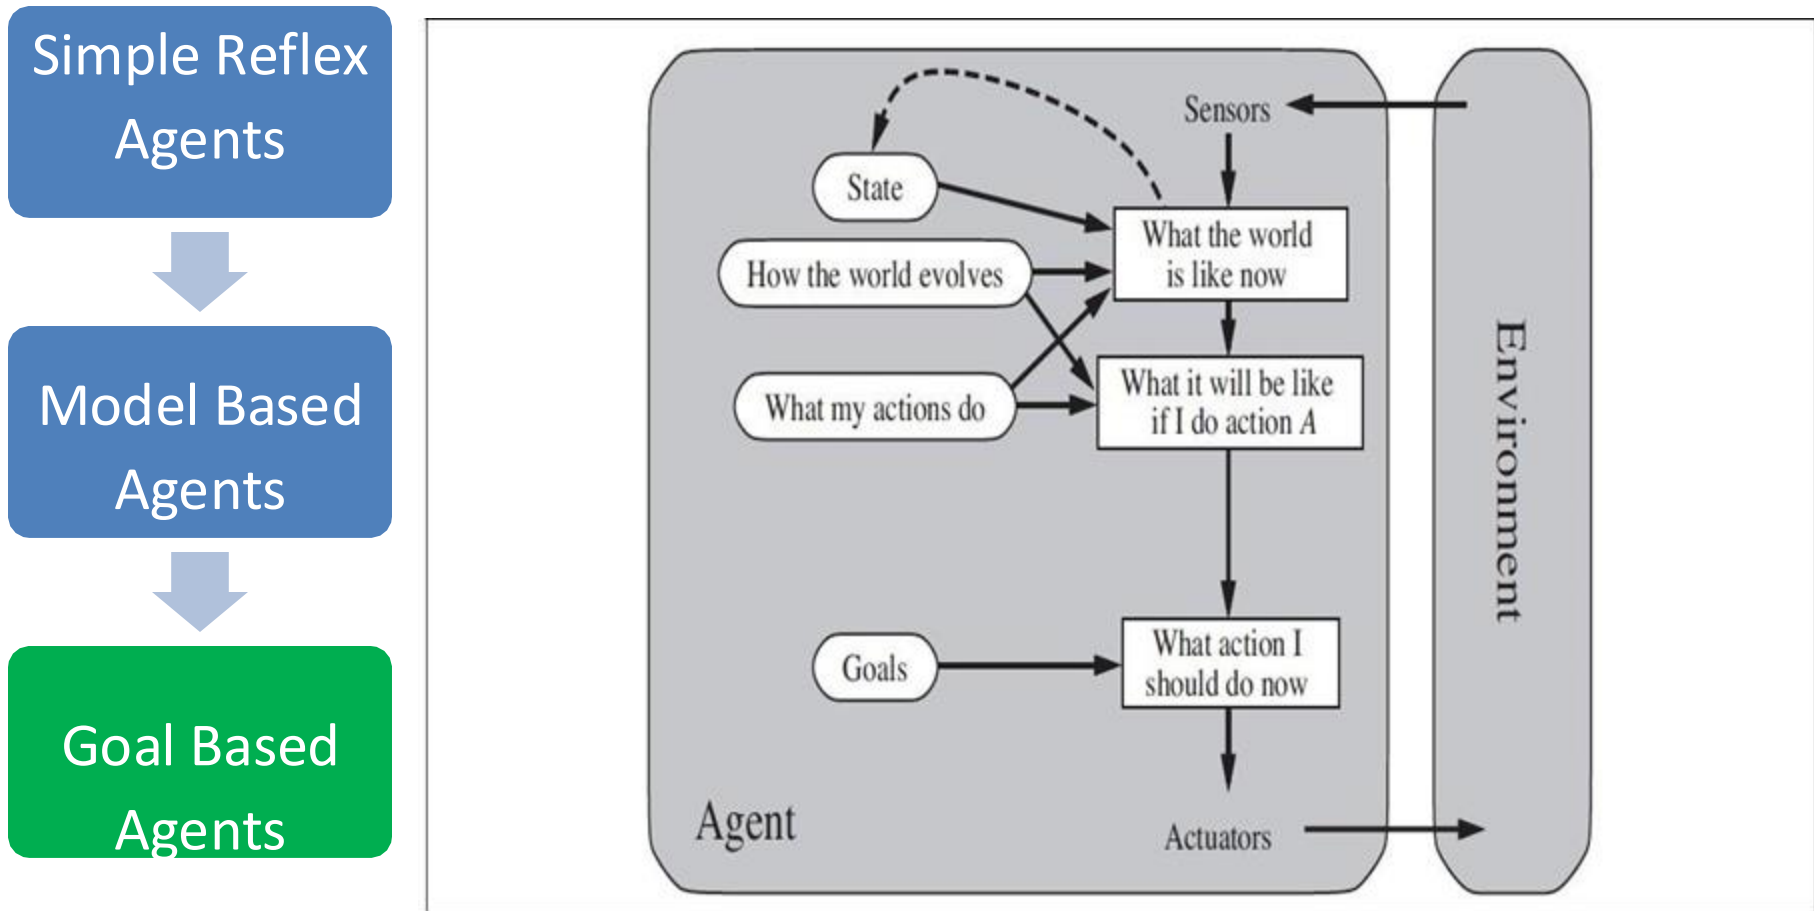 Simple Reflex
Agents
Model Based
Agents
Goal Based
Agents
Sensors
State
What the world
is like now
How the world evolves
What it will be like
if I do action A
What my actions do
What action I
should do now
Goals
Agent
Actuators
Environment